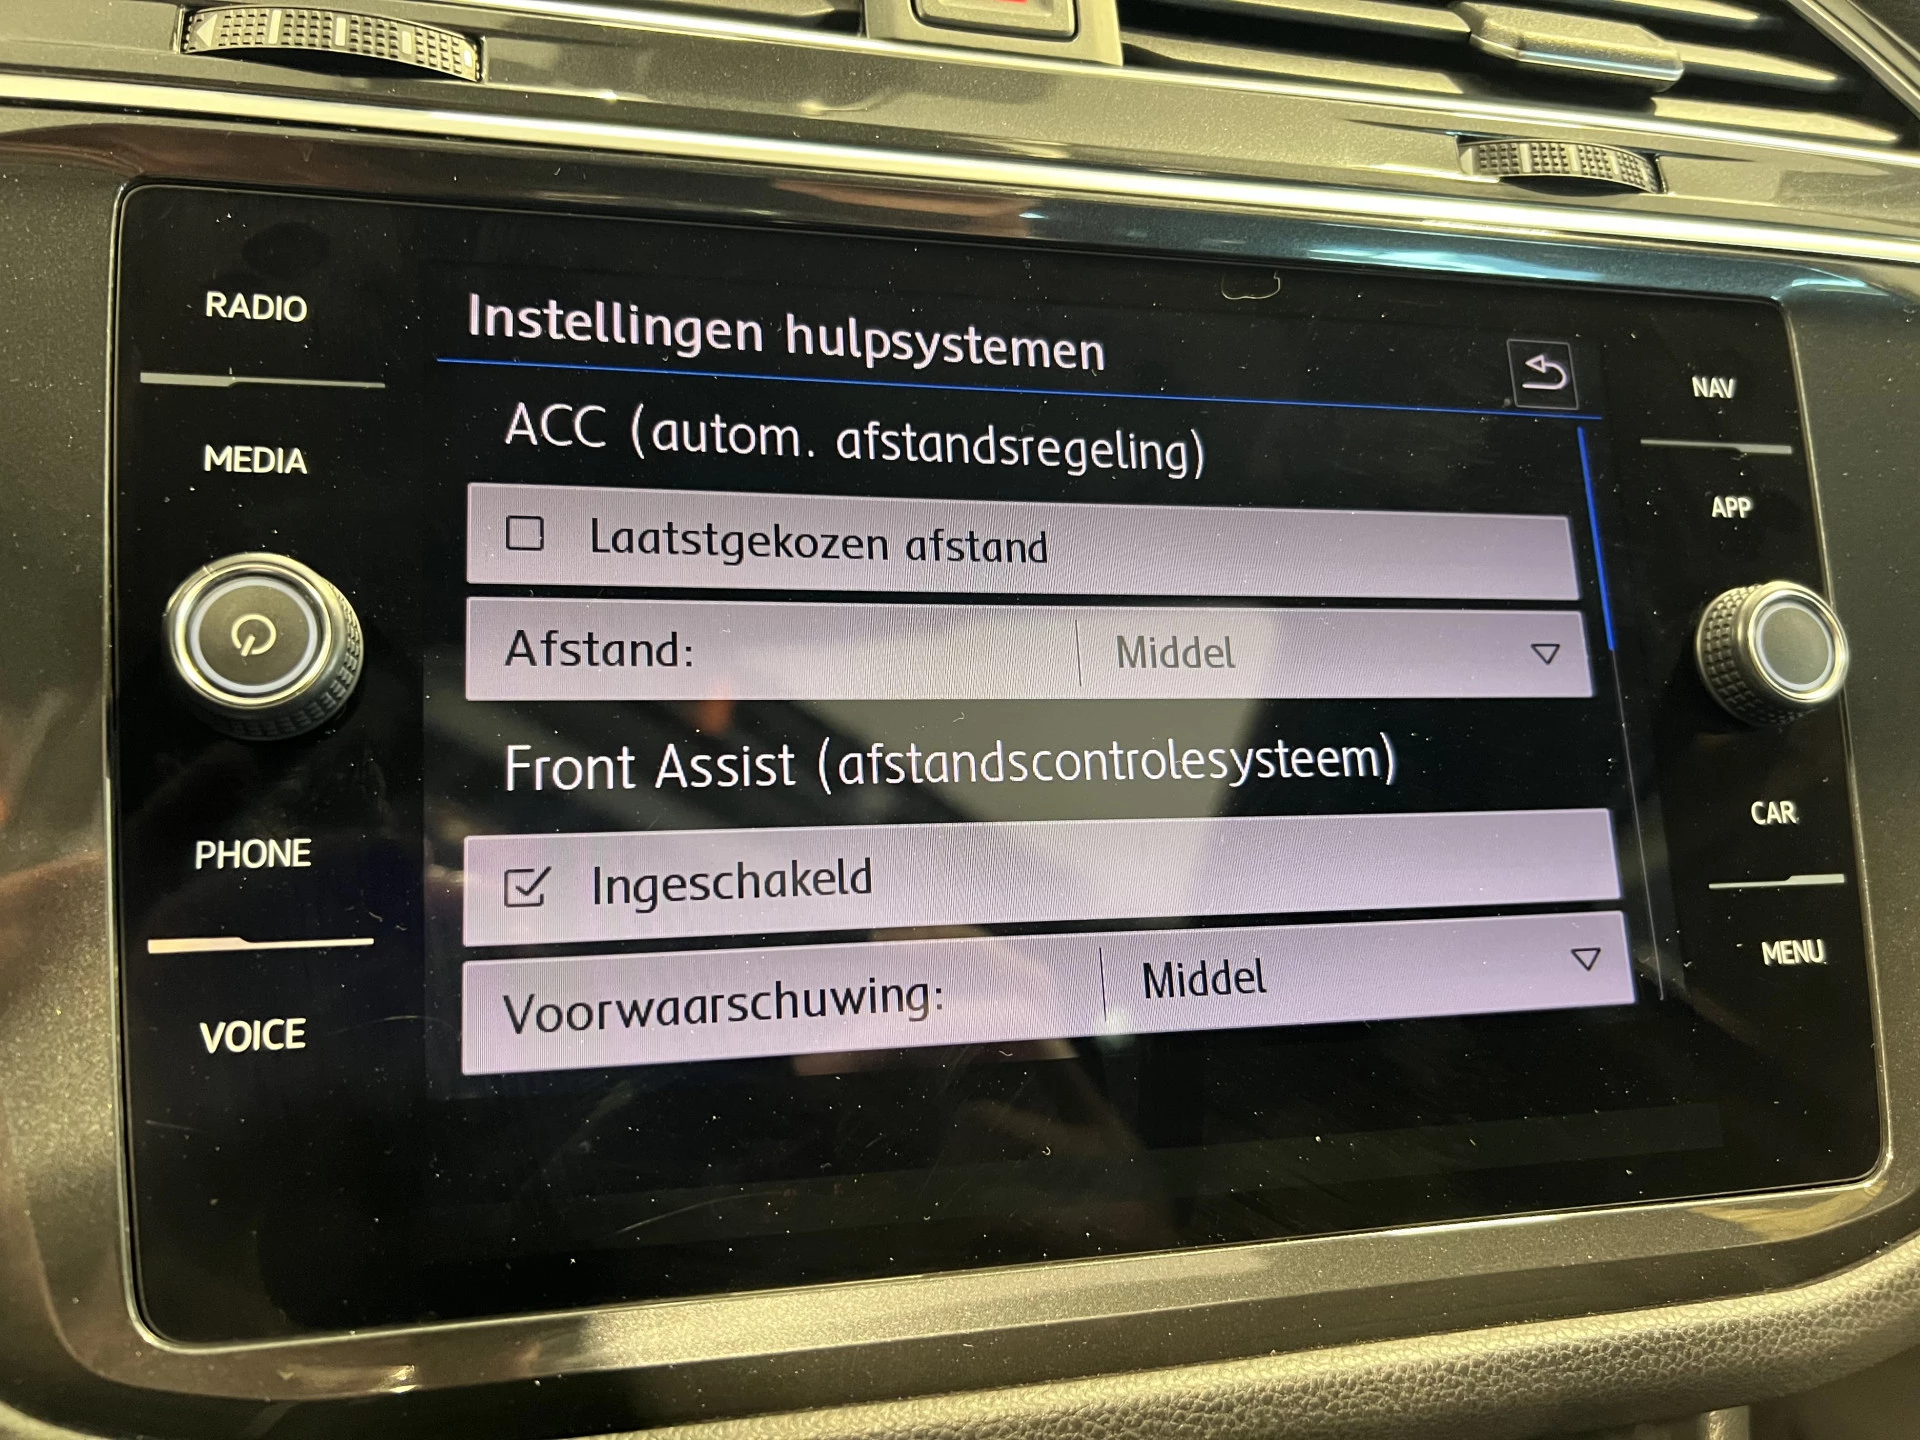 RADIO
MEDIA
PHONE
VOICE
Instellingen hulpsystemen
ACC (autom. afstandsregeling)
Laatstgekozen afstand
Afstand: Middel
Front Assist (afstandscontrolesysteem)
Ingeschakeld
Voorwaarschuwing: Middel
NAV
APP
CAR
MENU